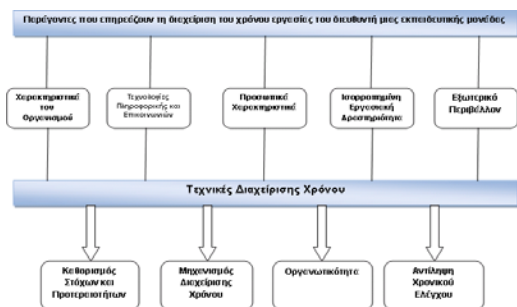 Παράγοντες που επηρεάζουν τη διαχείριση του χρόνου εργασίας του διευθυντή μιας εκπαιδευτικής μονάδας
Χαρακτηριστικά
του
Οργανισμού
Τεχνολογίες
Πληροφορικής και
Επικοινωνιών
Προσωπικά
Χαρακτηριστικά
Ισορροπημένη
Εργασιακή
Δραστηριότητα
Εξωτερικό
Περιβάλλον
Τεχνικές Διαχείρισης Χρόνου
Καθορισμός
Στόχων και
Προτεραιοτήτων
Μηχανισμός
Διαχείρισης
Χρόνου
Οργανωτικότητα
Αντίληψη
Χρονικού
Ελέγχου